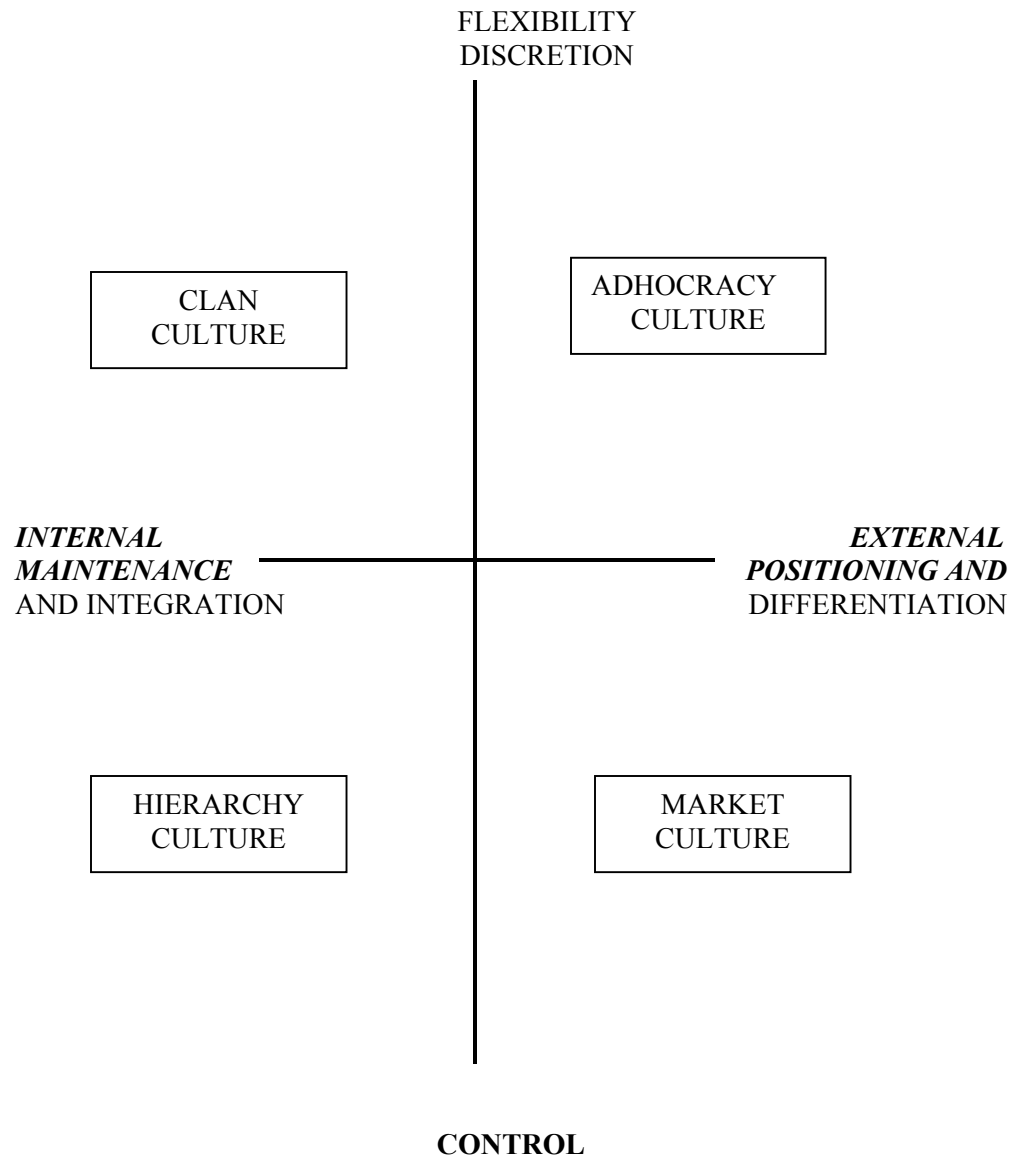 FLEXIBILITY
DISCRETION
CLAN
CULTURE
ADHOCRACY
CULTURE
INTERNAL
MAINTENANCE
AND INTEGRATION
EXTERNAL
POSITIONING AND
DIFFERENTIATION
HIERARCHY
CULTURE
MARKET
CULTURE
CONTROL